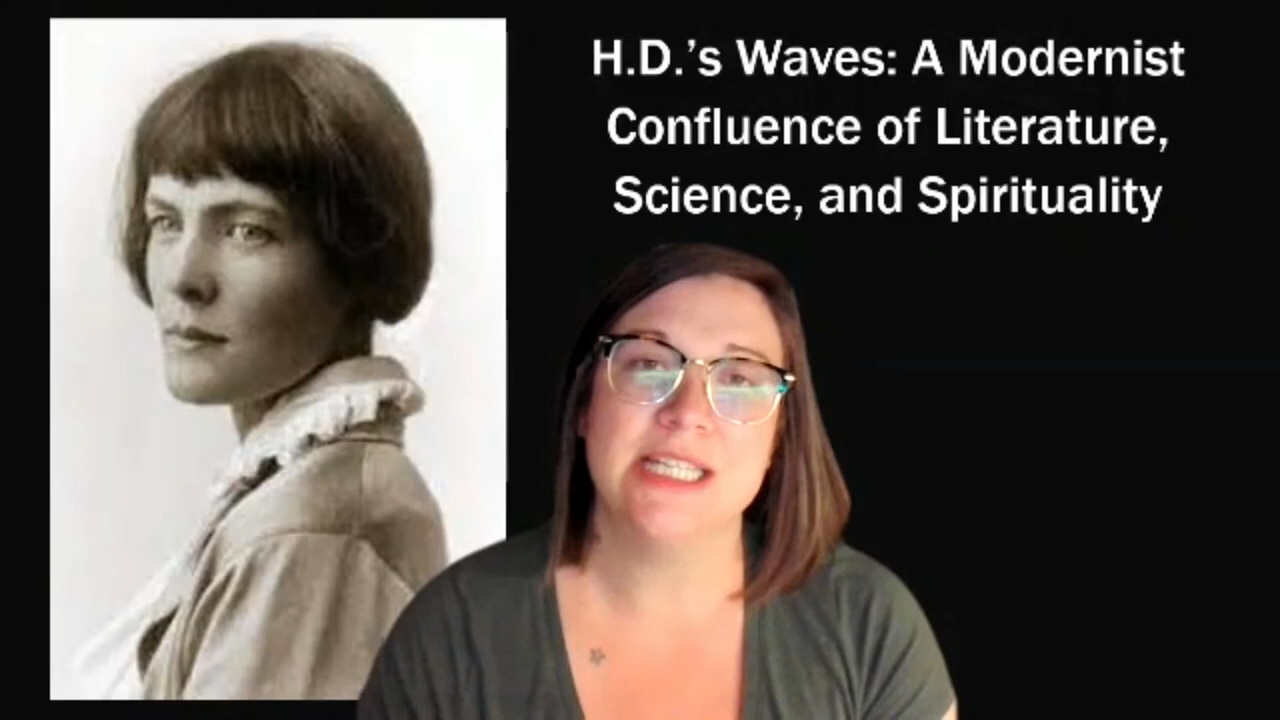 H.D.’s Waves: A Modernist
Confluence of Literature,
Science, and Spirituality